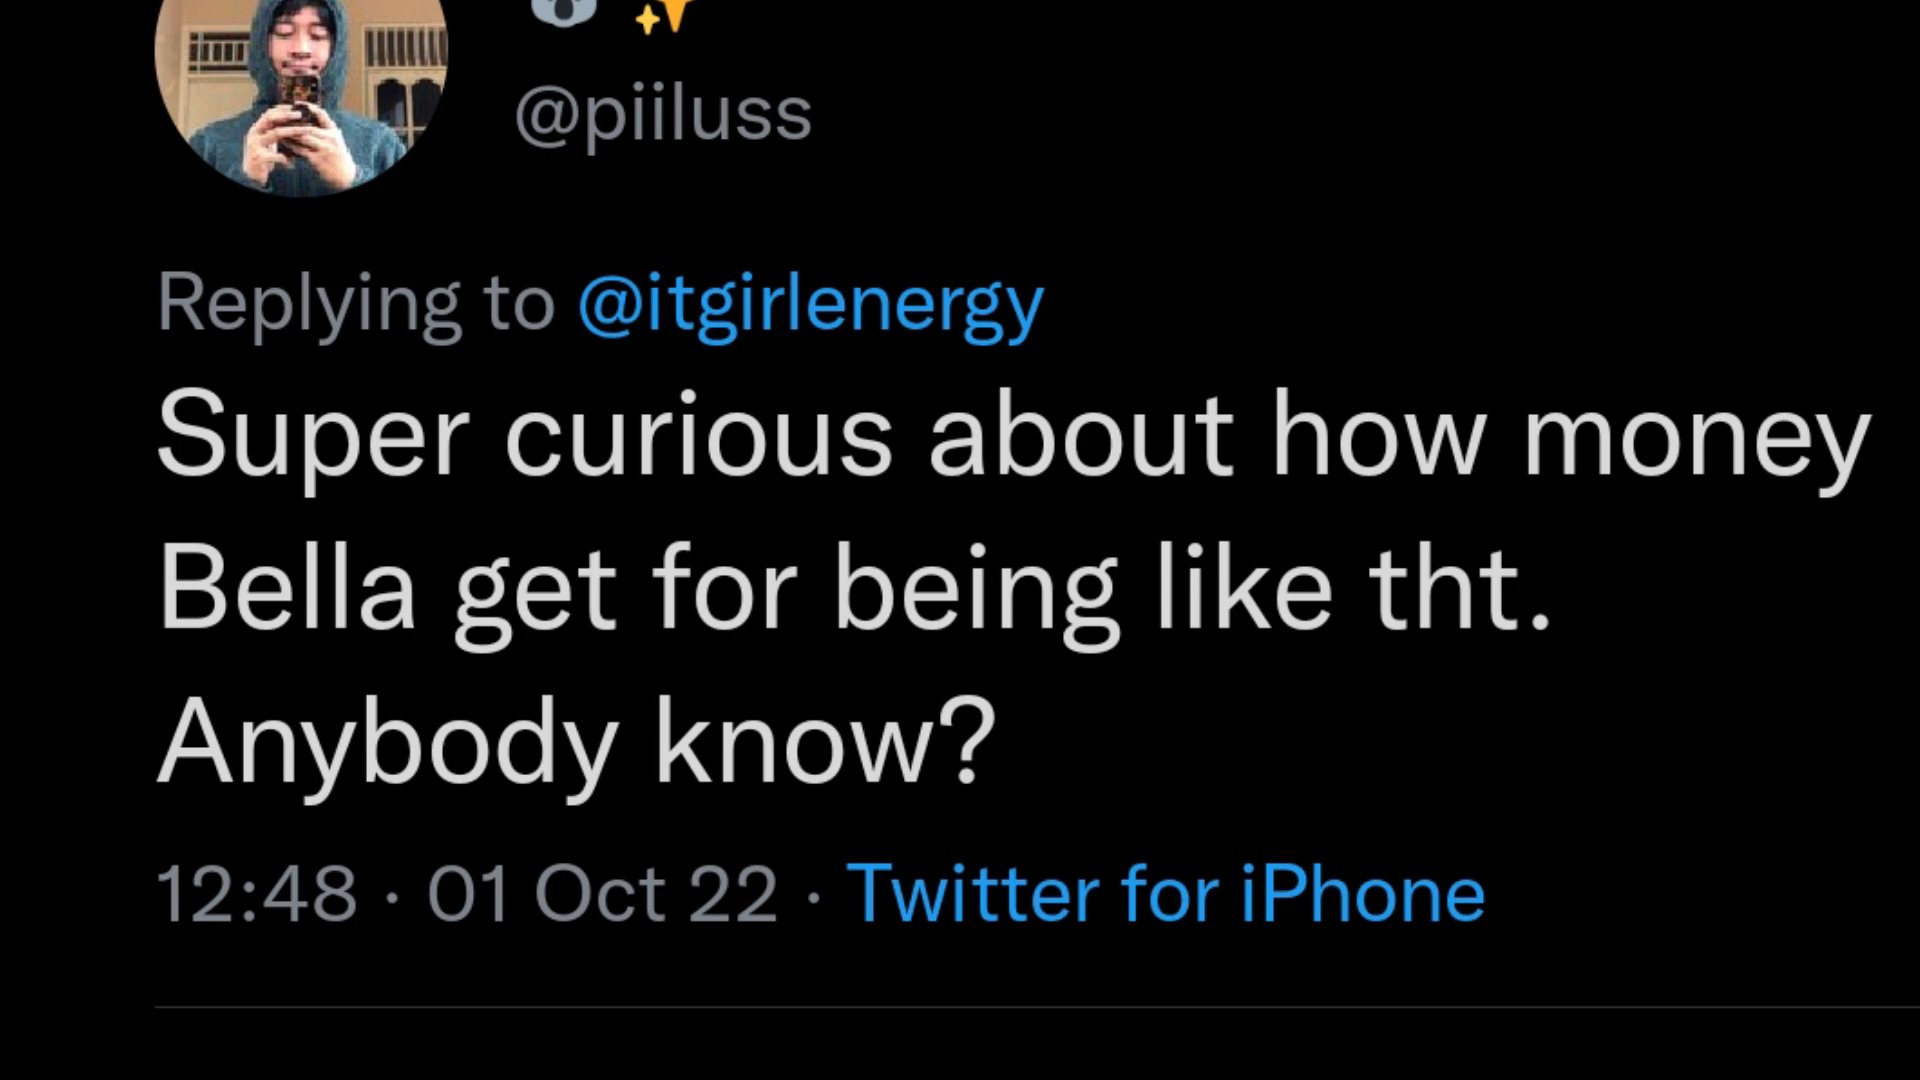 @piiluss
Replying to @itgirlenergy
Super curious about how money
Bella get for being like tht.
Anybody know?
12:48 · 01 Oct 22 · Twitter for iPhone